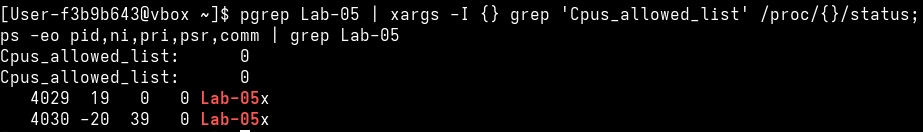 [User-f3b9b643@vbox ~]$ pgrep Lab-05 | xargs -I {} grep 'Cpus_allowed_list' /proc/{}/status;
ps -eo pid,ni,pri,psr,comm | grep Lab-05
Cpus_allowed_list:      0
Cpus_allowed_list:      0
   4029  19   0   0 Lab-05x
   4030 -20  39   0 Lab-05x